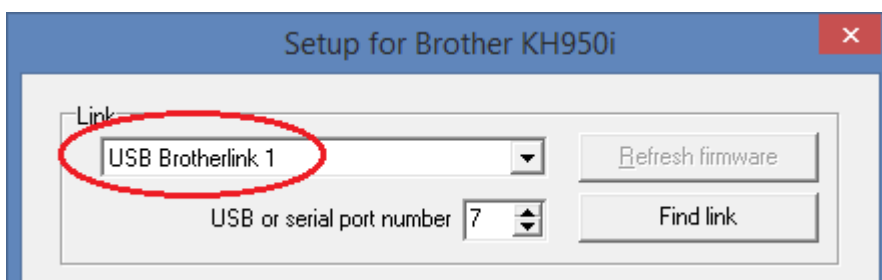 Setup for Brother KH950i
Link
USB Brotherlink 1
Refresh firmware
USB or serial port number 7
Find link